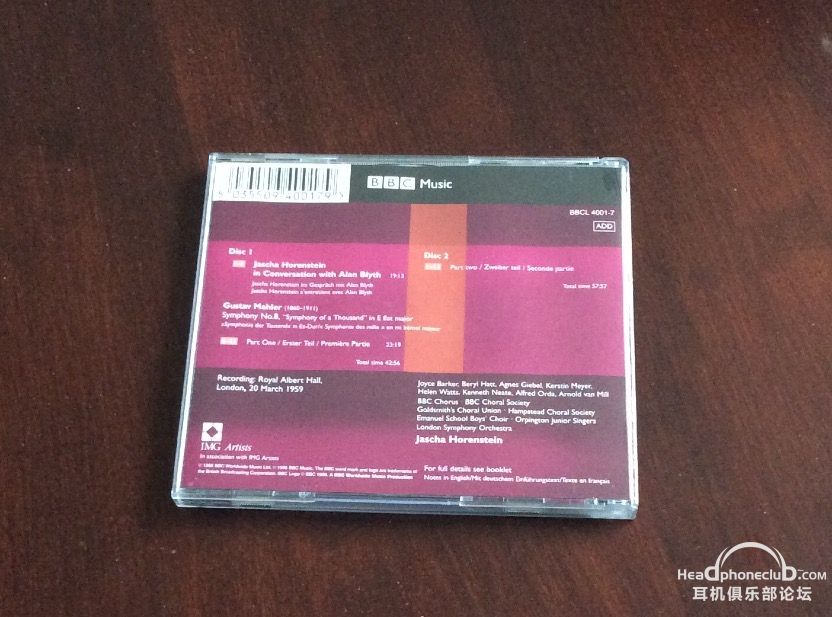 BBC Music
BBCL 4001-7
ADD
Disc 1
Jascha Horenstein
in Conversation with Alan Blyth 19:13
Jascha Horenstein im Gespräch mit Alan Blyth
Jascha Horenstein s'entretient avec Alan Blyth
Gustav Mahler (1860-1911)
Symphony No.8, "Symphony of a Thousand" in E flat major
Part One / Erster Teil / Première Partie 23:19
Total time 42:56
Disc 2
Part two / Zweiter teil / Seconde partie
Total time 57:57
Recording: Royal Albert Hall,
London, 20 March 1959
Joyce Barker, Beryl Hatt, Agnes Giebel, Kerstin Meyer,
Helen Watts, Kenneth Neate, Alfred Orda, Arnold van Mill
BBC Chorus · BBC Choral Society
Goldsmith's Choral Union · Hampstead Choral Society
Emanuel School Boys' Choir · Orpington Junior Singers
London Symphony Orchestra
Jascha Horenstein
IMG Artists
In association with IMG Artists
For full details see booklet
Notes in English/Mit deutschem Einführungstext/Texte en français
Headphoneclub.com
耳机俱乐部论坛